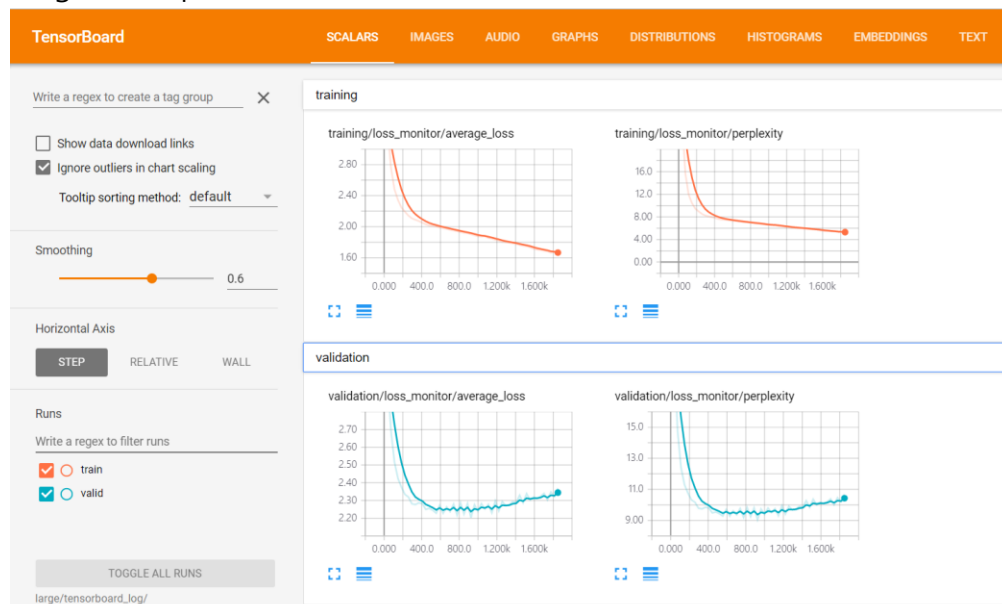 TensorBoard SCALARS IMAGES AUDIO GRAPHS DISTRIBUTIONS HISTOGRAMS EMBEDDINGS TEXT
Write a regex to create a tag group
Show data download links
Ignore outliers in chart scaling
Tooltip sorting method: default
Smoothing
0.6
Horizontal Axis
STEP RELATIVE WALL
Runs
Write a regex to filter runs
train
valid
TOGGLE ALL RUNS
large/tensorboard_log/
training
training/loss_monitor/average_loss
2.80
2.40
2.00
1.60
0.000 400.0 800.0 1.200k 1.600k
training/loss_monitor/perplexity
16.0
12.0
8.00
4.00
0.00
0.000 400.0 800.0 1.200k 1.600k
validation
validation/loss_monitor/average_loss
2.70
2.60
2.50
2.40
2.30
2.20
0.000 400.0 800.0 1.200k 1.600k
validation/loss_monitor/perplexity
15.0
13.0
11.0
9.00
0.000 400.0 800.0 1.200k 1.600k